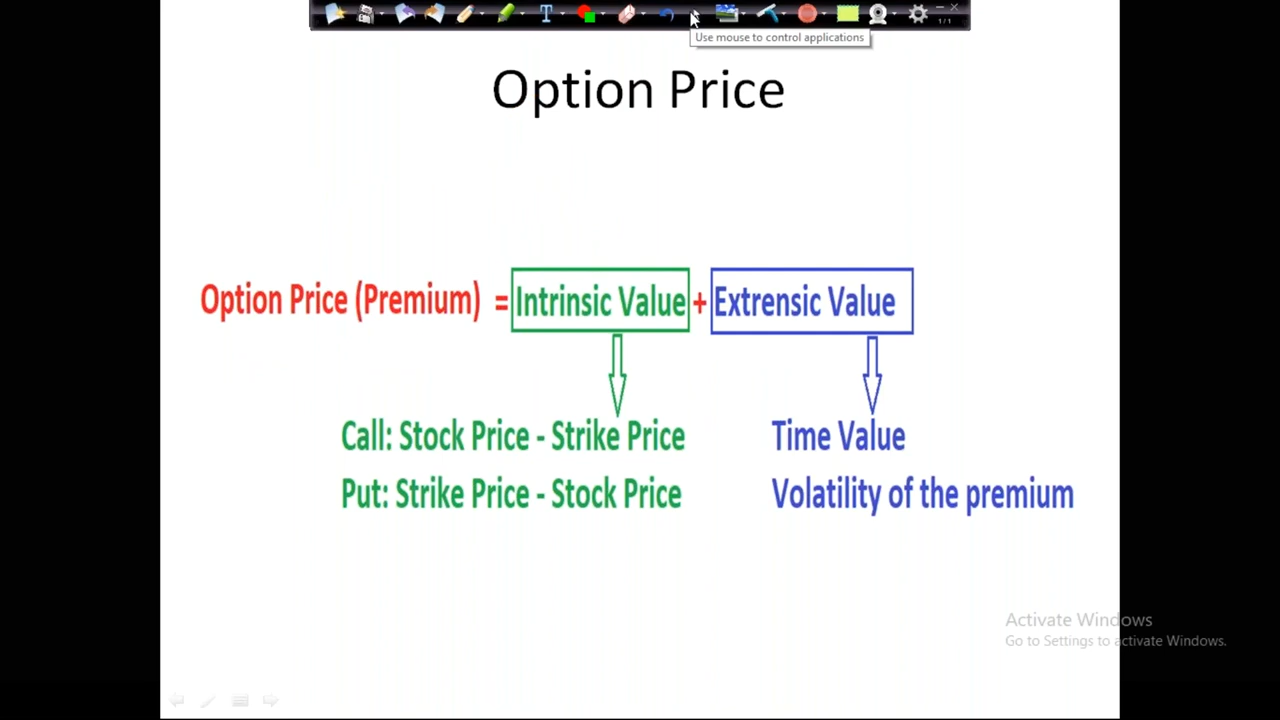 1/1
Use mouse to control applications
Option Price
Option Price (Premium) = Intrinsic Value + Extrensic Value
Call: Stock Price - Strike Price
Time Value
Put: Strike Price - Stock Price
Volatility of the premium
Activate Windows
Go to Settings to activate Windows.